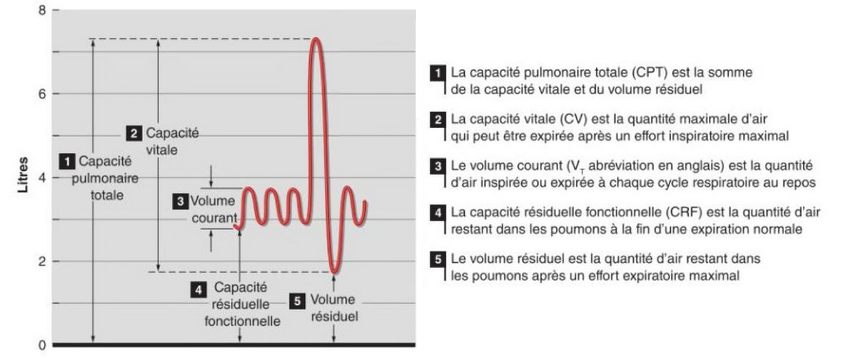 8
6
4
2
0
Litres
1 Capacité
pulmonaire
totale
2 Capacité
vitale
3 Volume
courant
4 Capacité
résiduelle
fonctionnelle
5 Volume
résiduel
1 La capacité pulmonaire totale (CPT) est la somme
de la capacité vitale et du volume résiduel
2 La capacité vitale (CV) est la quantité maximale d’air
qui peut être expirée après un effort inspiratoire maximal
3 Le volume courant (VT abréviation en anglais) est la quantité
d’air inspirée ou expirée à chaque cycle respiratoire au repos
4 La capacité résiduelle fonctionnelle (CRF) est la quantité d’air
restant dans les poumons à la fin d’une expiration normale
5 Le volume résiduel est la quantité d’air restant dans
les poumons après un effort expiratoire maximal